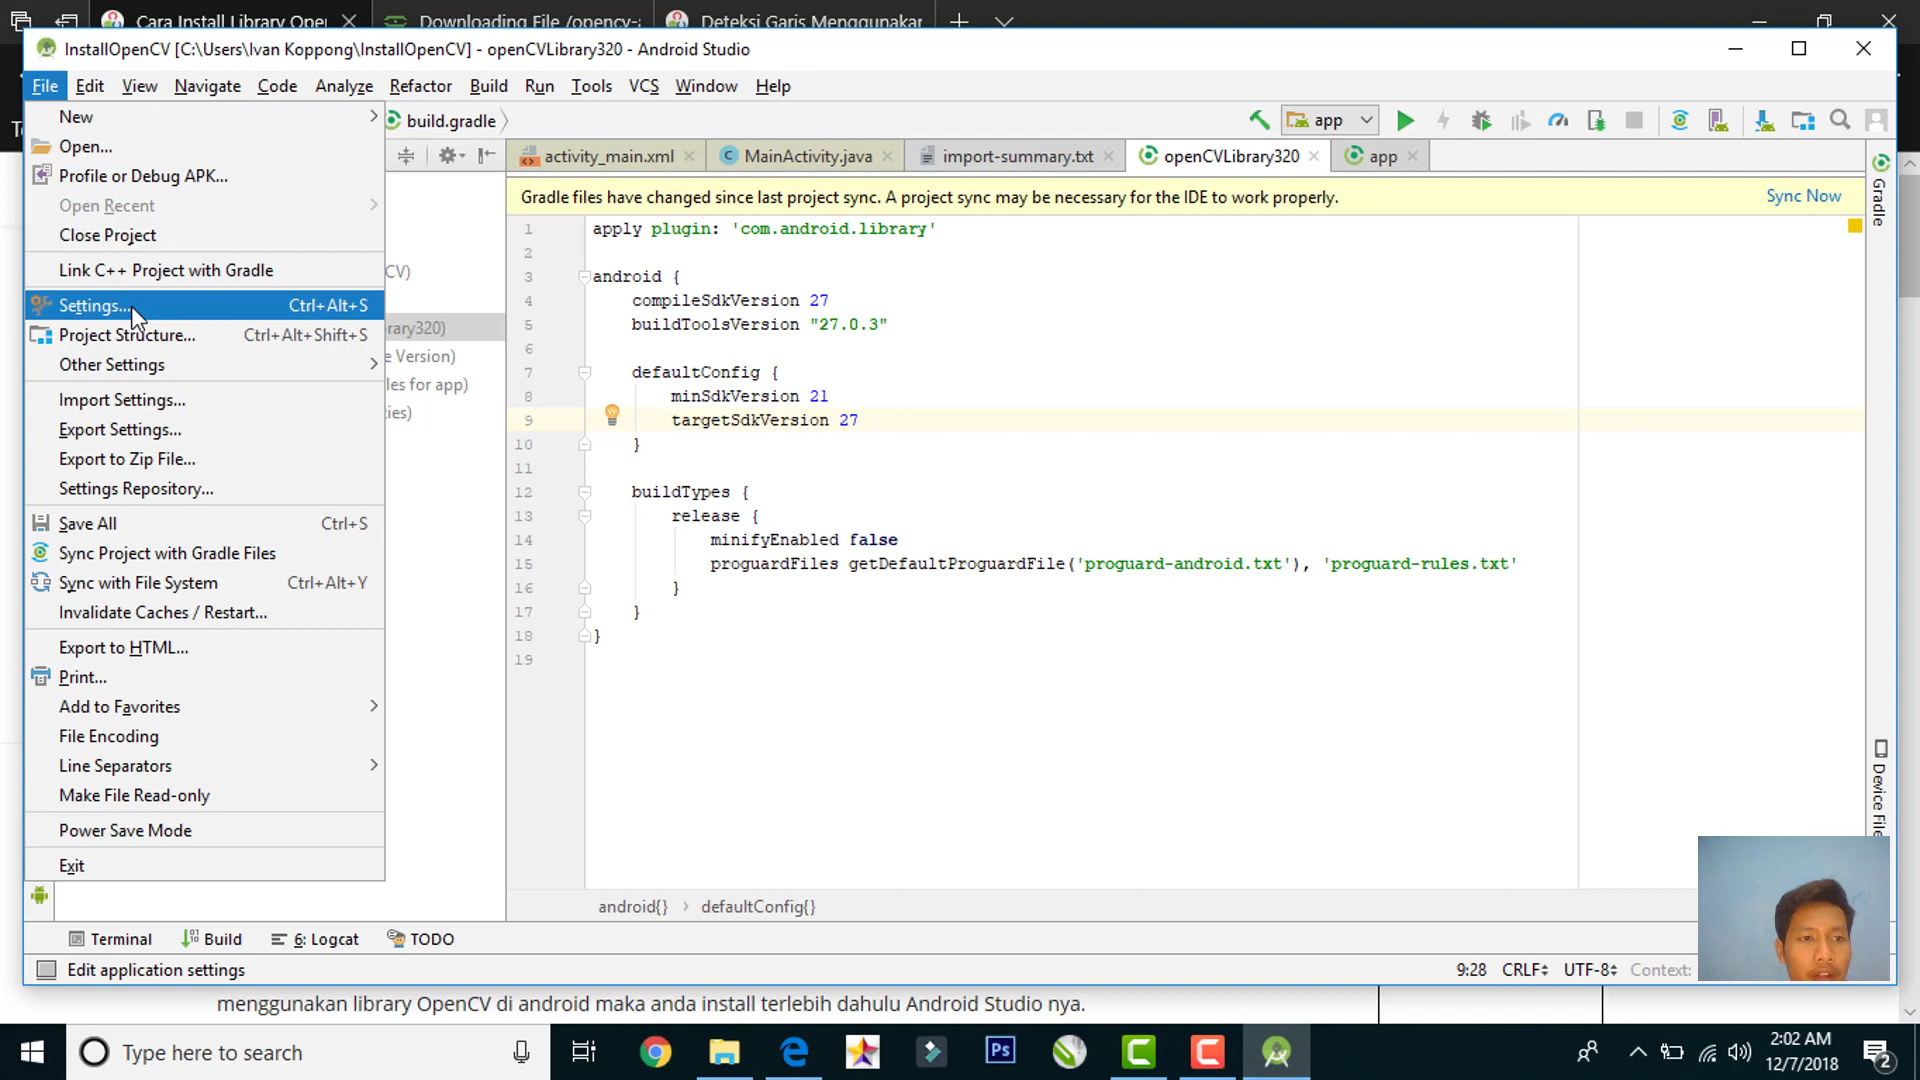 Cara Install Library Open
Downloading File /opencv-a
Deteksi Garis Menggunakan
InstallOpenCV [C:\Users\Ivan Koppong\InstallOpenCV] - openCVLibrary320 - Android Studio
File Edit View Navigate Code Analyze Refactor Build Run Tools VCS Window Help
build.gradle
app
New
Open...
Profile or Debug APK...
Open Recent
Close Project
Link C++ Project with Gradle
Settings... Ctrl+Alt+S
Project Structure... Ctrl+Alt+Shift+S
Other Settings
Import Settings...
Export Settings...
Export to Zip File...
Settings Repository...
Save All Ctrl+S
Sync Project with Gradle Files
Sync with File System Ctrl+Alt+Y
Invalidate Caches / Restart...
Export to HTML...
Print...
Add to Favorites
File Encoding
Line Separators
Make File Read-only
Power Save Mode
Exit
CV)
rary320)
e Version)
les for app)
ies)
activity_main.xml MainActivity.java import-summary.txt openCVLibrary320 app
Gradle files have changed since last project sync. A project sync may be necessary for the IDE to work properly. Sync Now
1 apply plugin: 'com.android.library'
2
3 android {
4 compileSdkVersion 27
5 buildToolsVersion "27.0.3"
6
7 defaultConfig {
8 minSdkVersion 21
9 targetSdkVersion 27
10 }
11
12 buildTypes {
13 release {
14 minifyEnabled false
15 proguardFiles getDefaultProguardFile('proguard-android.txt'), 'proguard-rules.txt'
16 }
17 }
18 }
19
Gradle
Device File
android{} › defaultConfig{}
Terminal Build 6: Logcat TODO
Edit application settings 9:28 CRLF UTF-8 Context:
menggunakan library OpenCV di android maka anda install terlebih dahulu Android Studio nya.
Type here to search
Ps
2:02 AM
12/7/2018
2